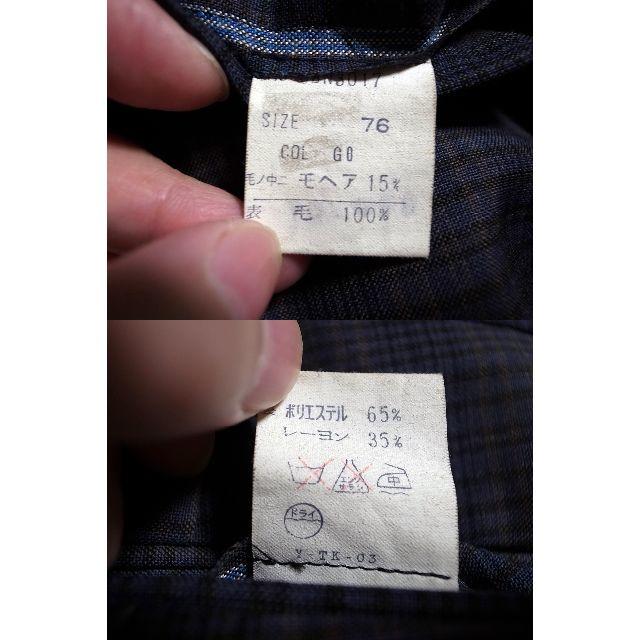 SIZE 76
COL G0
毛ノ中ニ モヘア 15%
表 毛 100%
ポリエステル 65%
レーヨン 35%
中
ドライ
Y-TK-03